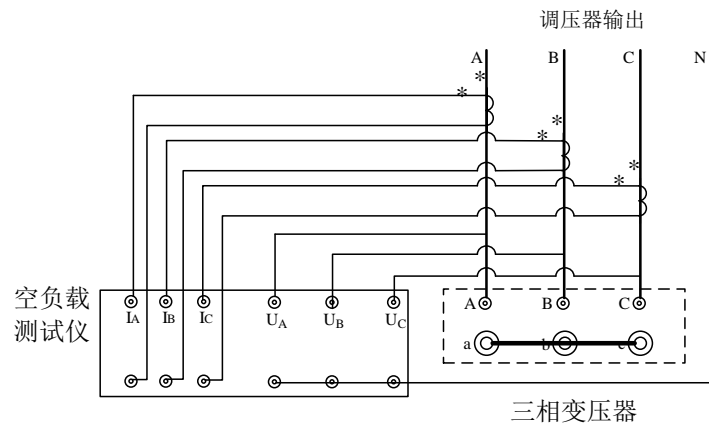 调压器输出
A B C N
* * * * * *
空负载
测试仪
IA IB IC UA UB UC
A B C
a b c
三相变压器